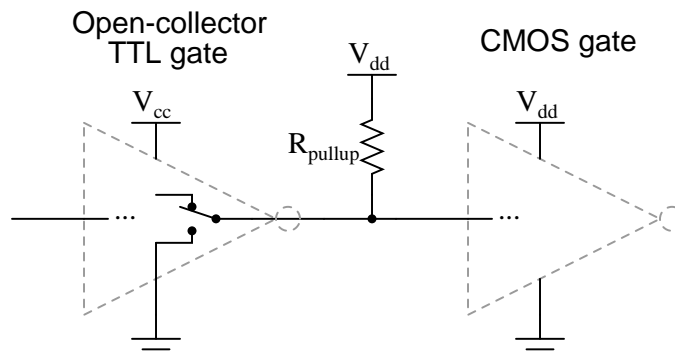 Open-collector
TTL gate
CMOS gate
Vdd
Vcc
Vdd
Rpullup
...
...